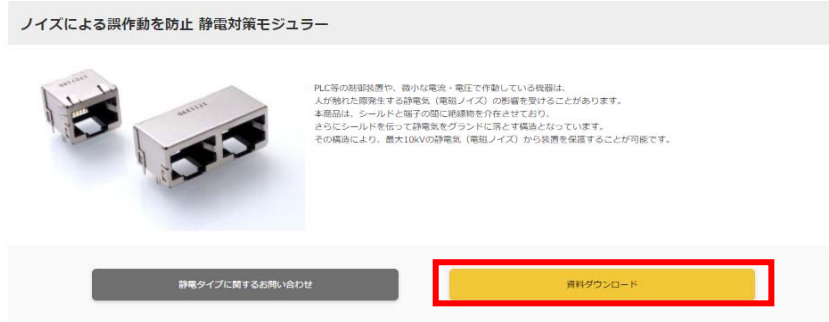 ノイズによる誤作動を防止 静電対策モジュラー
PLC等の制御装置や、微小な電流・電圧で作動している機器は、
人が触れた際発生する静電気（電磁ノイズ）の影響を受けることがあります。
本商品は、シールドと端子の間に絶縁物を介在させており、
さらにシールドを伝って静電気をグランドに落とす構造となっています。
その構造により、最大10kVの静電気（電磁ノイズ）から装置を保護することが可能です。
静電タイプに関するお問い合わせ
資料ダウンロード